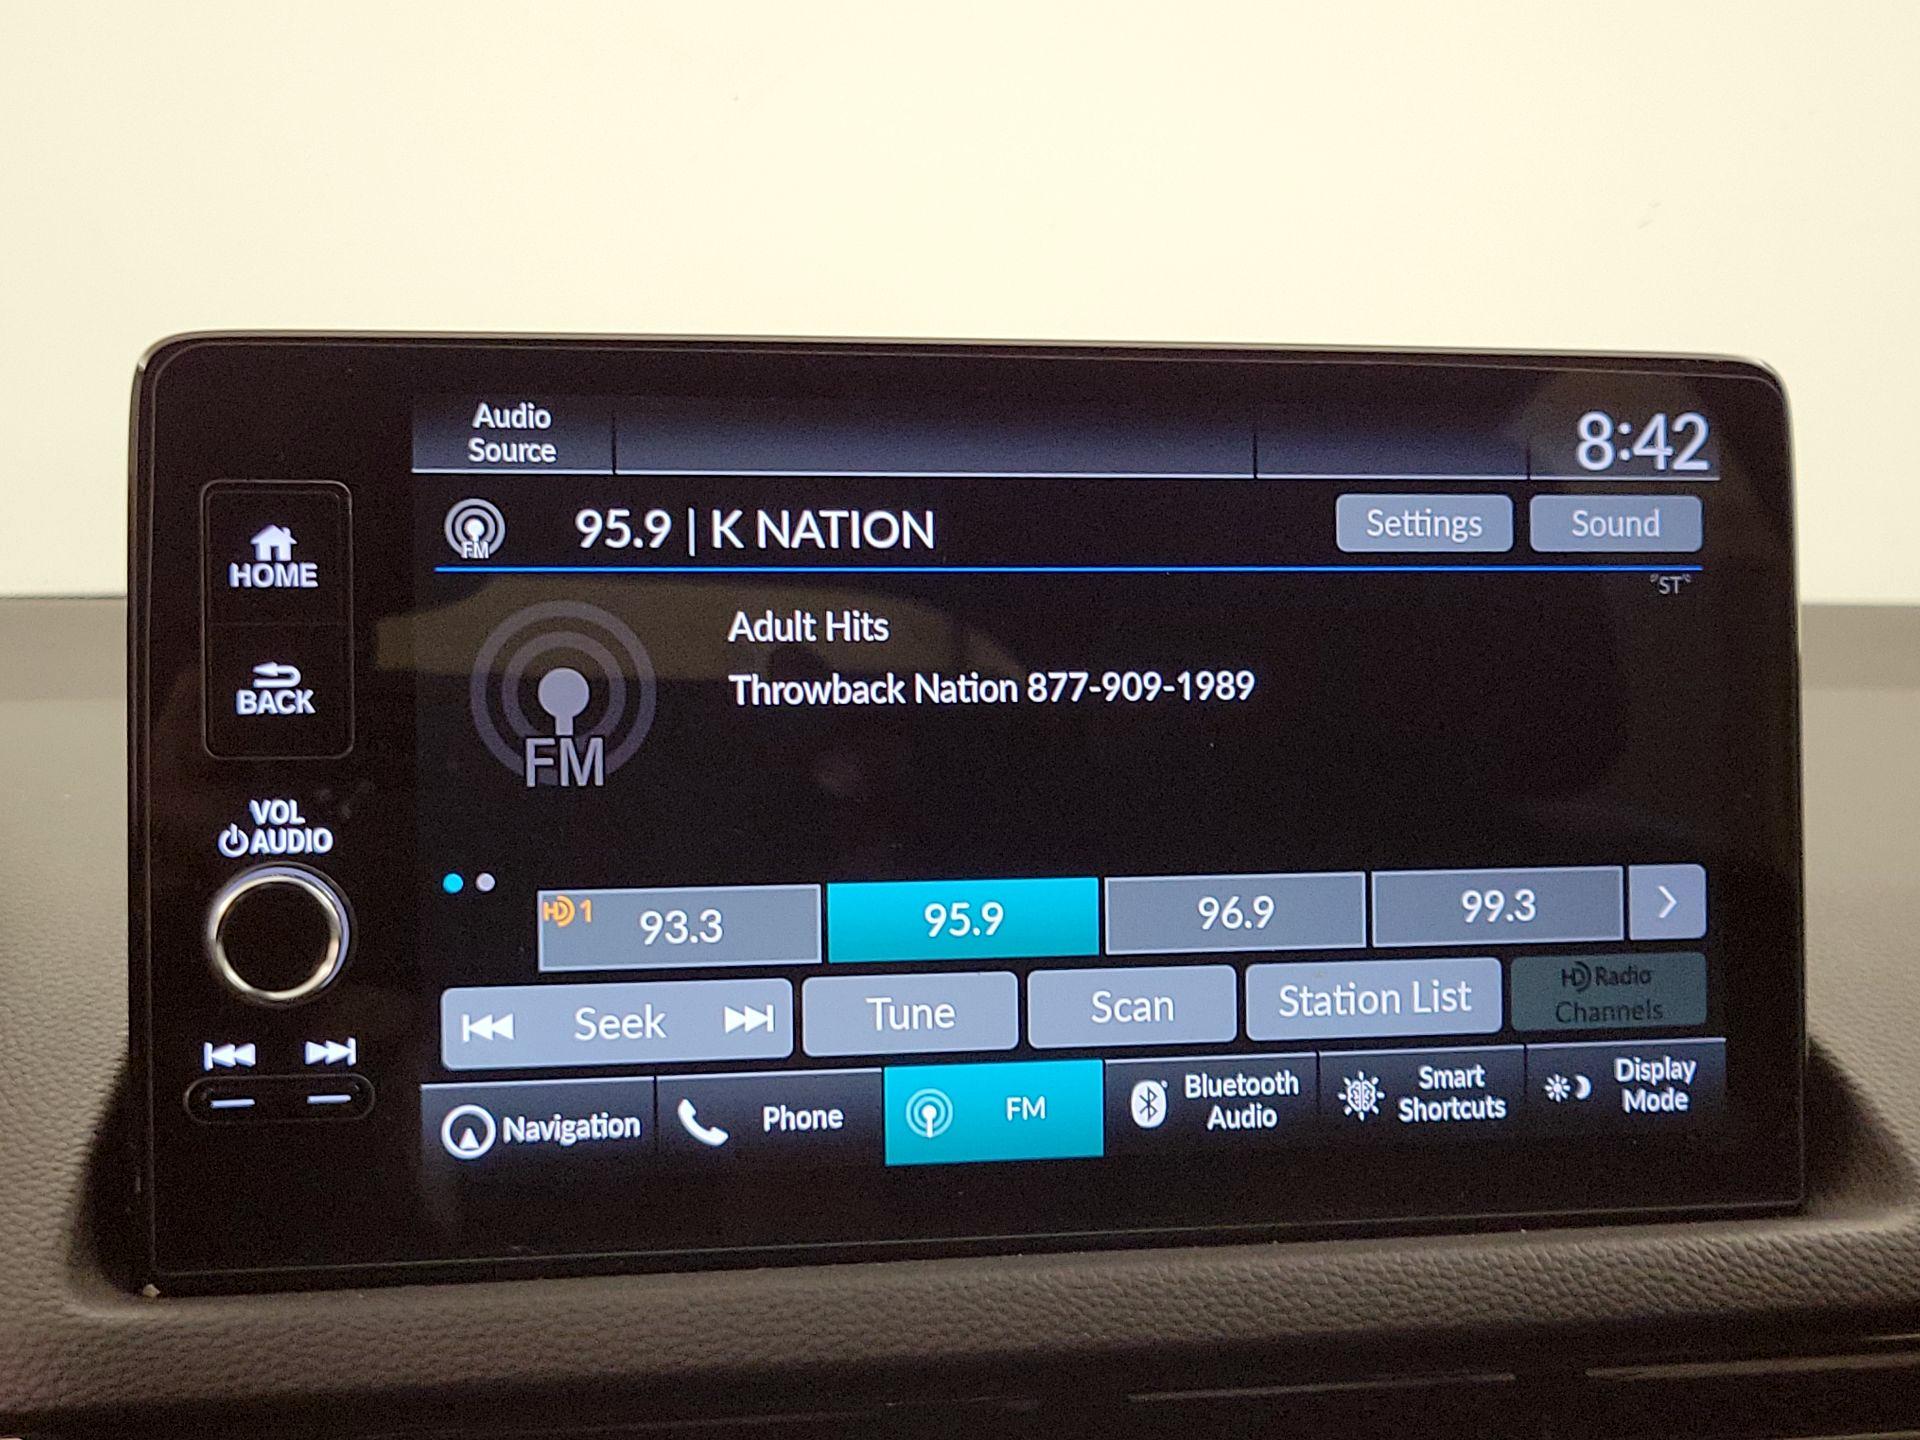 Audio
Source
8:42
FM
95.9 | K NATION
Settings
Sound
"ST"
HOME
BACK
Adult Hits
Throwback Nation 877-909-1989
FM
VOL
AUDIO
HD 1
93.3
95.9
96.9
99.3
Seek
Tune
Scan
Station List
HD Radio
Channels
Navigation
Phone
FM
Bluetooth
Audio
Smart
Shortcuts
Display
Mode